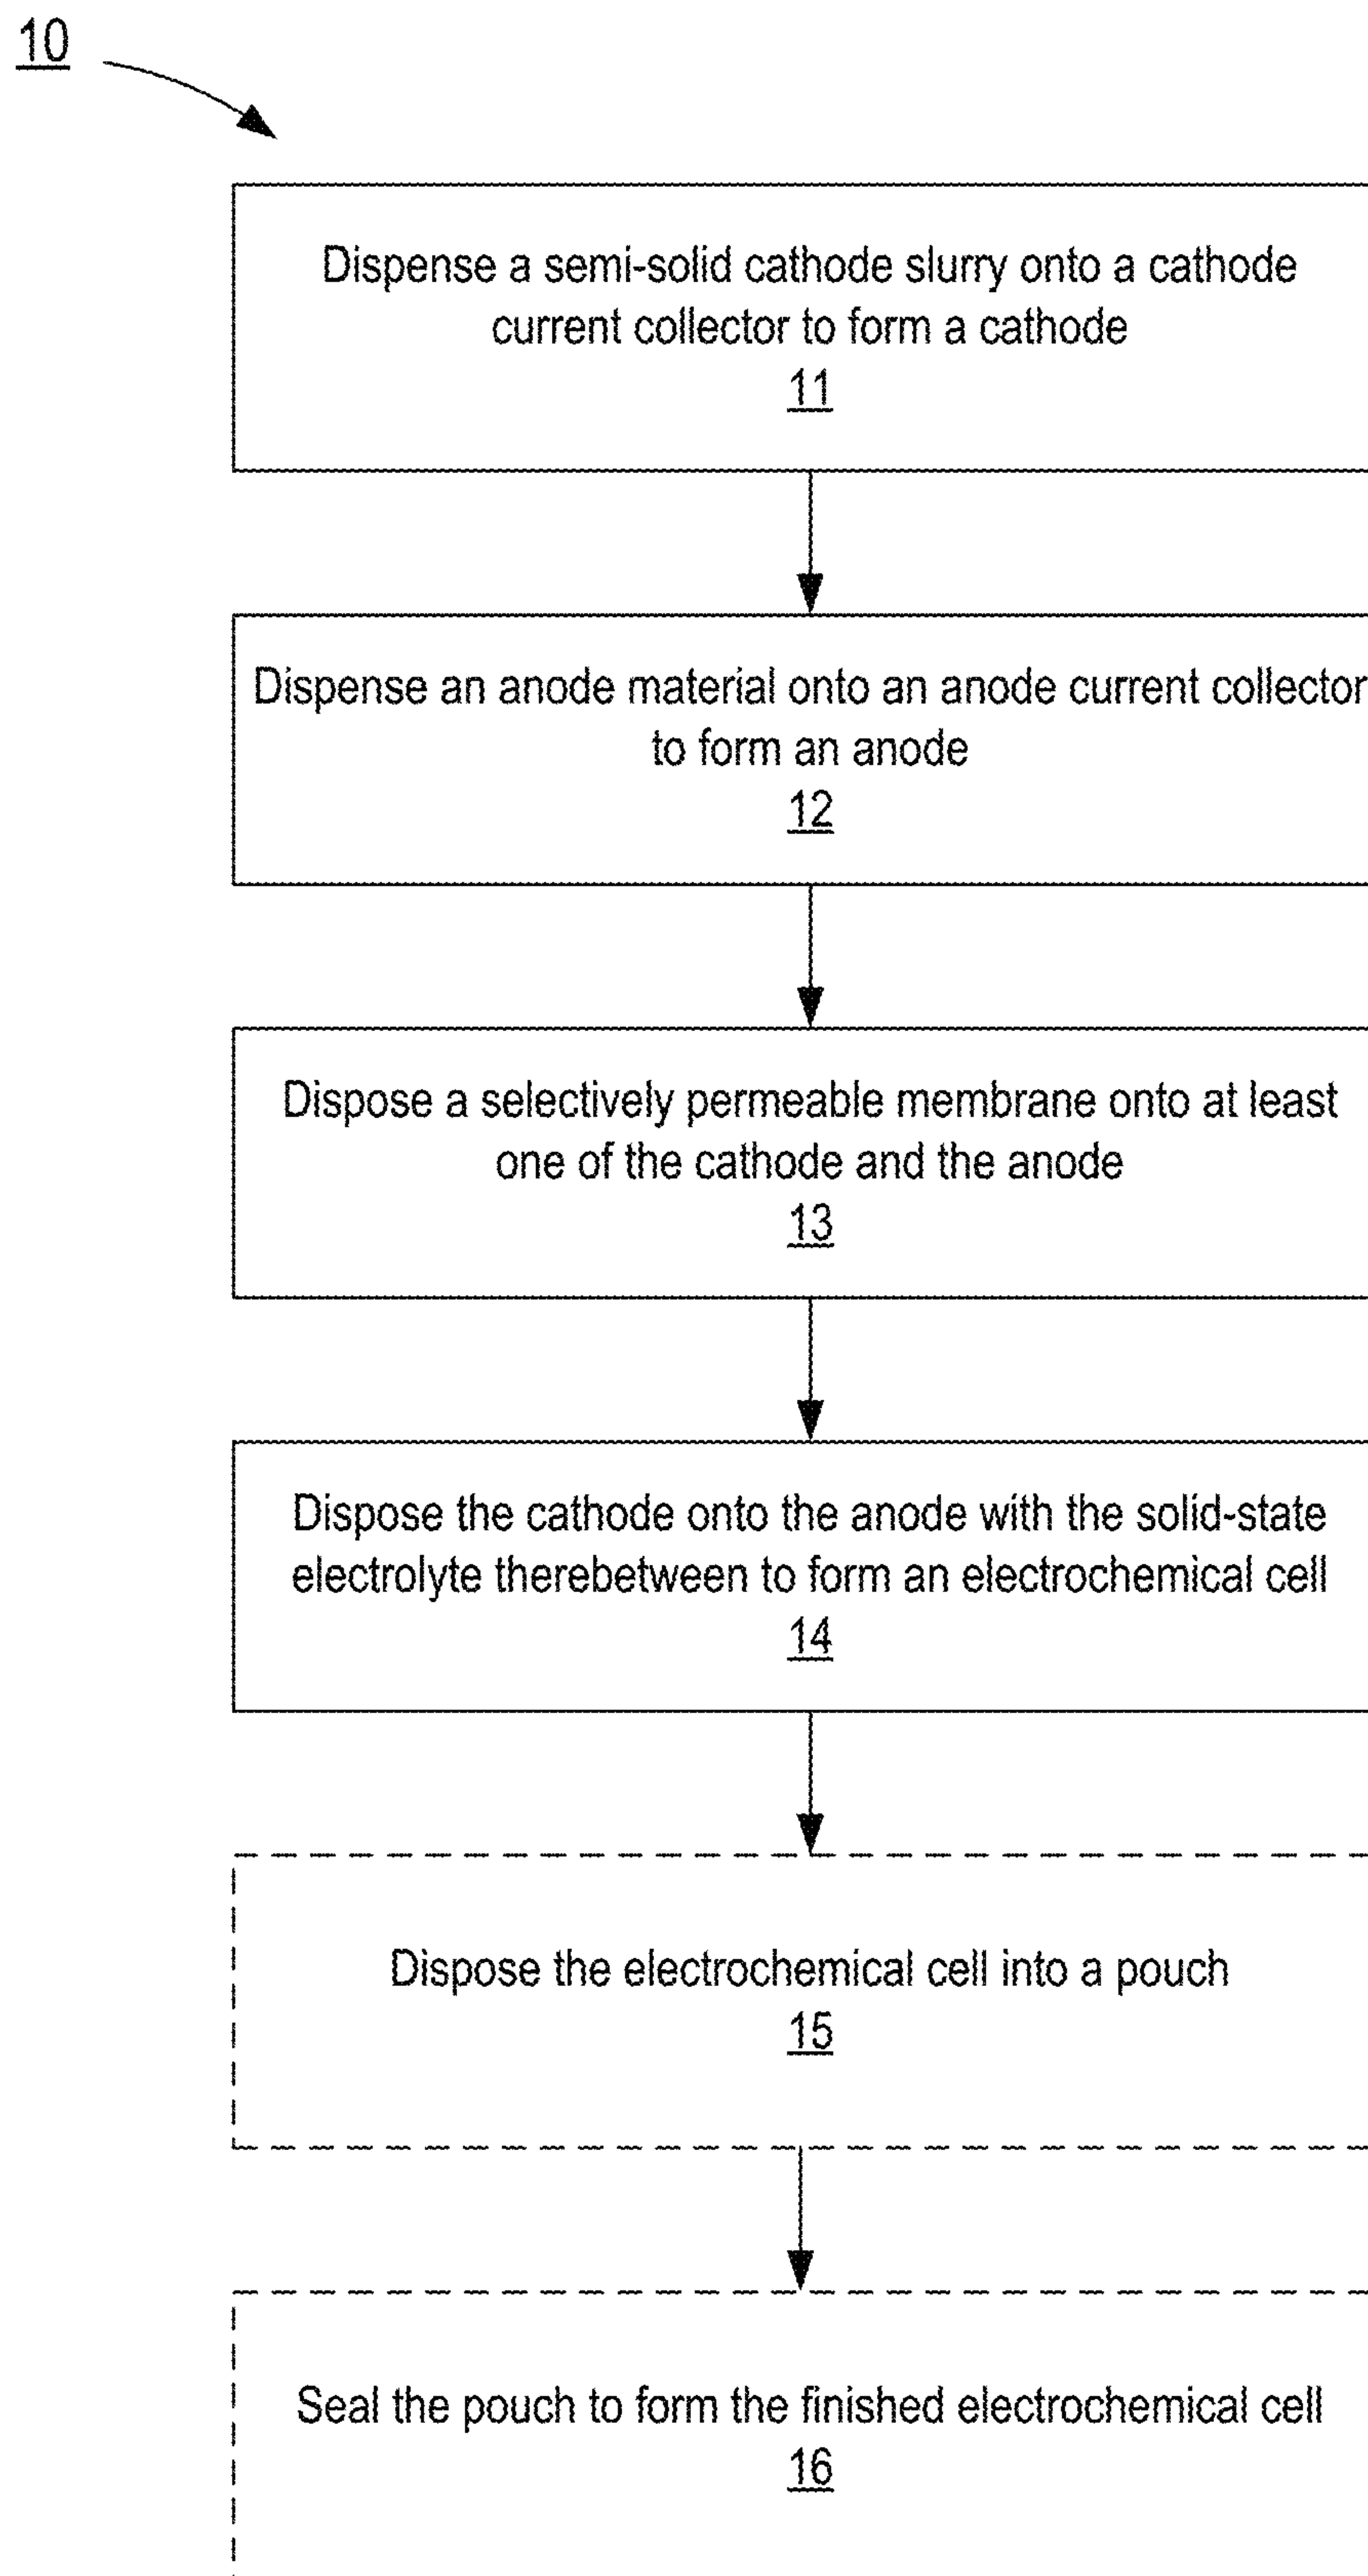 10
Dispense a semi-solid cathode slurry onto a cathode
current collector to form a cathode
11
Dispense an anode material onto an anode current collector
to form an anode
12
Dispose a selectively permeable membrane onto at least
one of the cathode and the anode
13
Dispose the cathode onto the anode with the solid-state
electrolyte therebetween to form an electrochemical cell
14
Dispose the electrochemical cell into a pouch
15
Seal the pouch to form the finished electrochemical cell
16